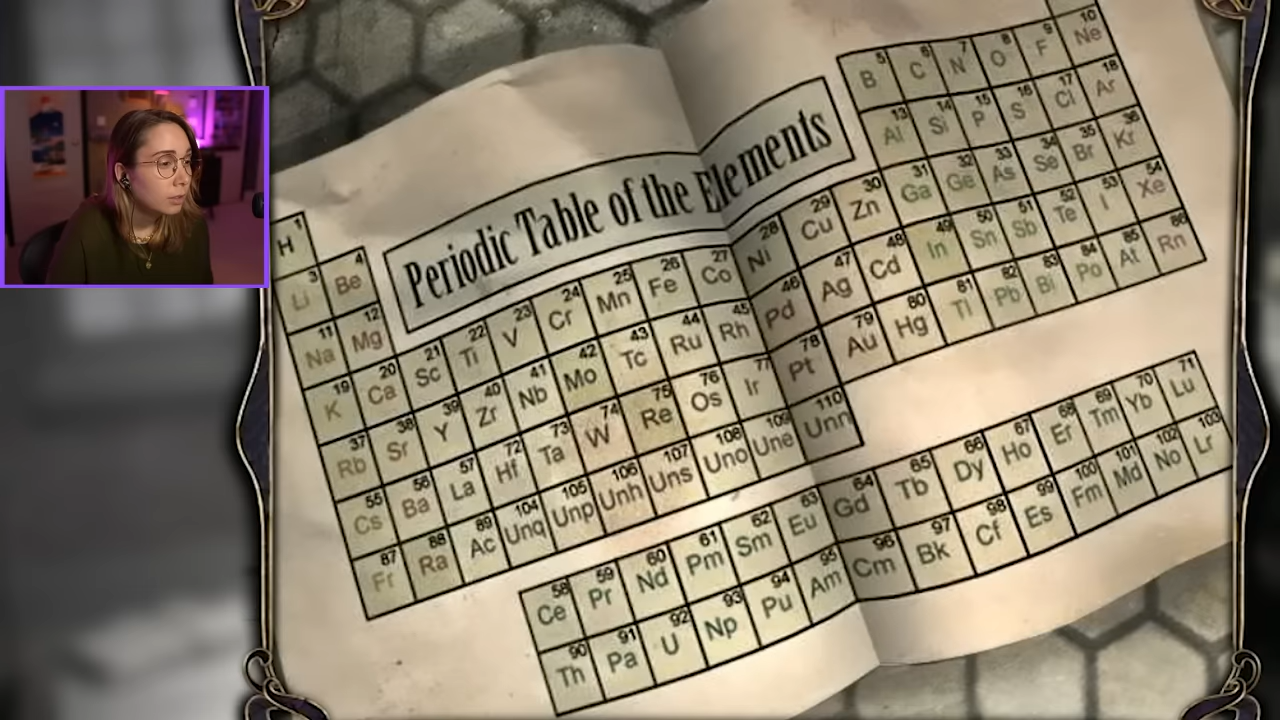 Periodic Table of the Elements
1 H
3 Li 4 Be 5 B 6 C 7 N 8 O 9 F 10 Ne
11 Na 12 Mg 13 Al 14 Si 15 P 16 S 17 Cl 18 Ar
19 K 20 Ca 21 Sc 22 Ti 23 V 24 Cr 25 Mn 26 Fe 27 Co 28 Ni 29 Cu 30 Zn 31 Ga 32 Ge 33 As 34 Se 35 Br 36 Kr
37 Rb 38 Sr 39 Y 40 Zr 41 Nb 42 Mo 43 Tc 44 Ru 45 Rh 46 Pd 47 Ag 48 Cd 49 In 50 Sn 51 Sb 52 Te 53 I 54 Xe
55 Cs 56 Ba 57 La 72 Hf 73 Ta 74 W 75 Re 76 Os 77 Ir 78 Pt 79 Au 80 Hg 81 Tl 82 Pb 83 Bi 84 Po 85 At 86 Rn
87 Fr 88 Ra 89 Ac 104 Unq 105 Unp 106 Unh 107 Uns 108 Uno 109 Une 110 Unn
58 Ce 59 Pr 60 Nd 61 Pm 62 Sm 63 Eu 64 Gd 65 Tb 66 Dy 67 Ho 68 Er 69 Tm 70 Yb 71 Lu
90 Th 91 Pa 92 U 93 Np 94 Pu 95 Am 96 Cm 97 Bk 98 Cf 99 Es 100 Fm 101 Md 102 No 103 Lr